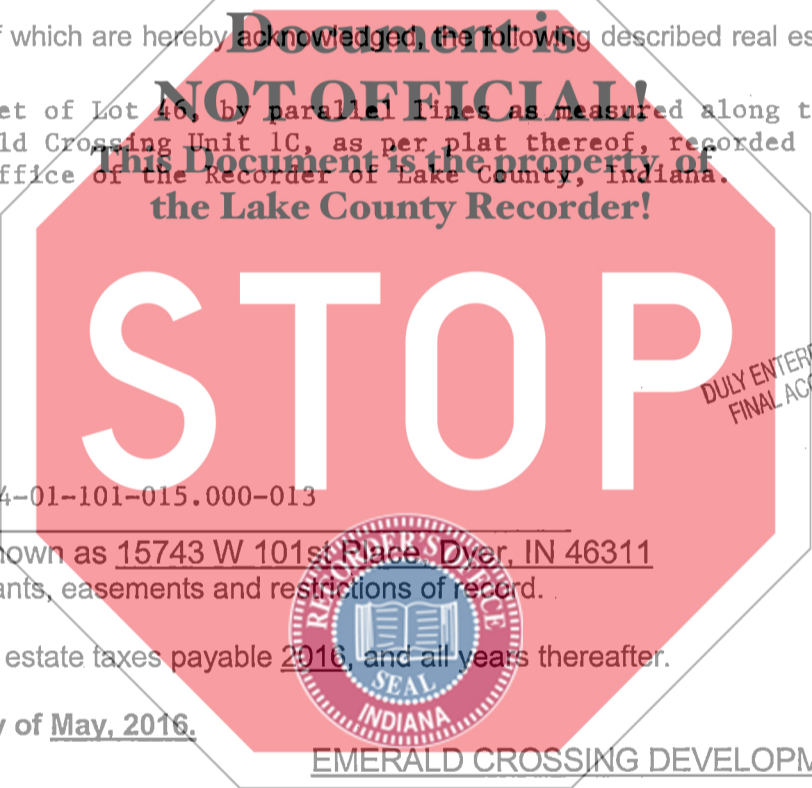 f which are hereby acknowledged, the following described real es
Document is
NOT OFFICIAL!
This Document is the property of
the Lake County Recorder!
et of Lot 46, by parallel lines as measured along t
ld Crossing Unit 1C, as per plat thereof, recorded
ffice of the Recorder of Lake County, Indiana.
STOP
DULY ENTER
FINAL ACC
4-01-101-015.000-013
nown as 15743 W 101st Place, Dyer, IN 46311
ants, easements and restrictions of record.
estate taxes payable 2016, and all years thereafter.
RECORDER'S OFFICE
SEAL
INDIANA
y of May, 2016.
EMERALD CROSSING DEVELOPM